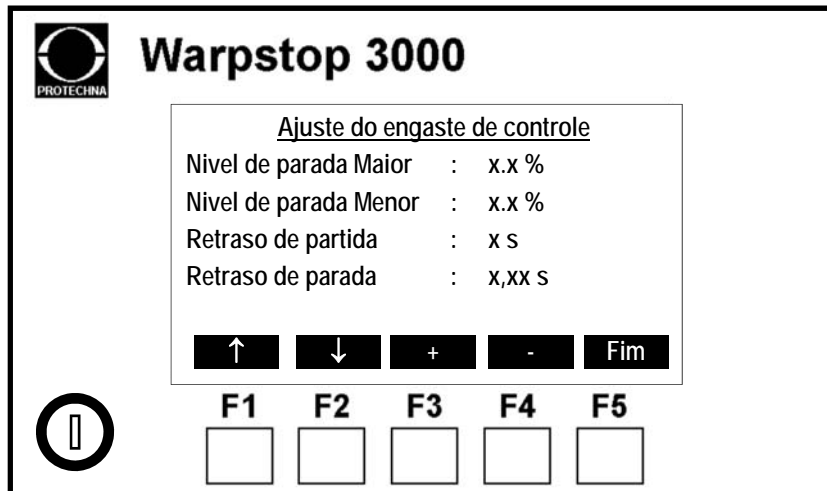 PROTECHNA
Warpstop 3000
Ajuste do engaste de controle
Nivel de parada Maior : x.x %
Nivel de parada Menor : x.x %
Retraso de partida : x s
Retraso de parada : x,xx s
↑ ↓ + - Fim
F1 F2 F3 F4 F5